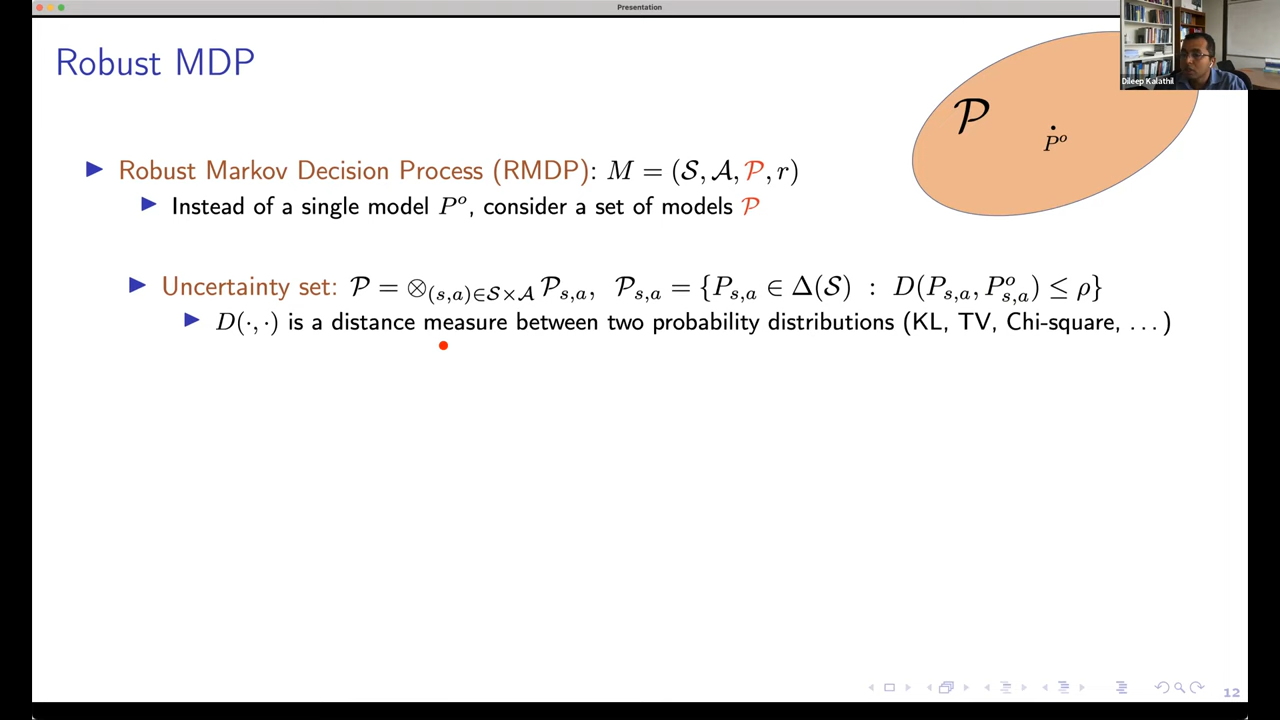 Presentation
Robust MDP
Dileep Kalathil
𝒫
P^o
▶ Robust Markov Decision Process (RMDP): M = (𝒮, 𝒜, 𝒫, r)
▶ Instead of a single model P^o, consider a set of models 𝒫
▶ Uncertainty set: 𝒫 = ⊗_{(s,a)∈𝒮×𝒜} 𝒫_{s,a}, 𝒫_{s,a} = {P_{s,a} ∈ Δ(𝒮) : D(P_{s,a}, P^o_{s,a}) ≤ ρ}
▶ D(·,·) is a distance measure between two probability distributions (KL, TV, Chi-square, ...)
12